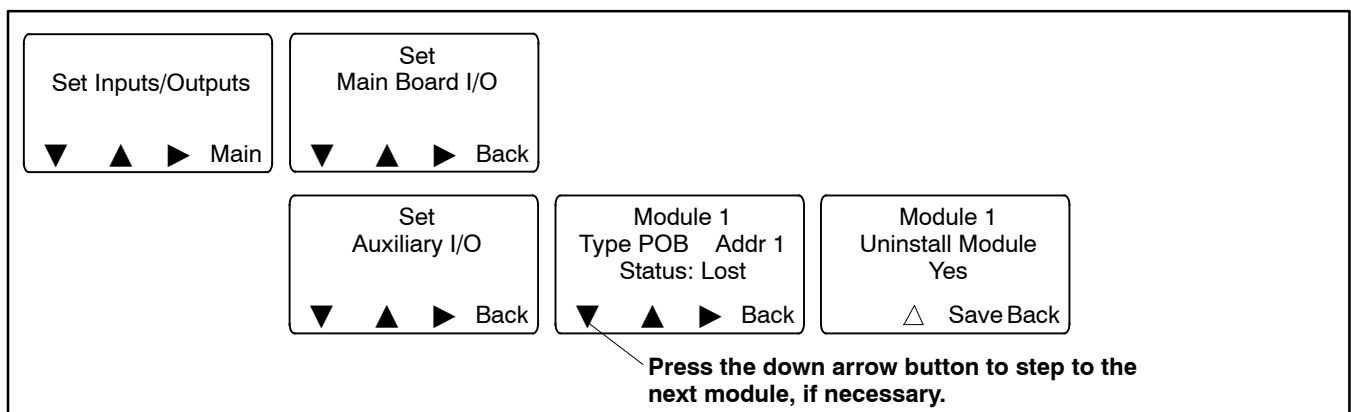 Set Inputs/Outputs
▼ ▲ ► Main
Set
Main Board I/O
▼ ▲ ► Back
Set
Auxiliary I/O
▼ ▲ ► Back
Module 1
Type POB Addr 1
Status: Lost
▼ ▲ ► Back
Module 1
Uninstall Module
Yes
△ Save Back
Press the down arrow button to step to the
next module, if necessary.